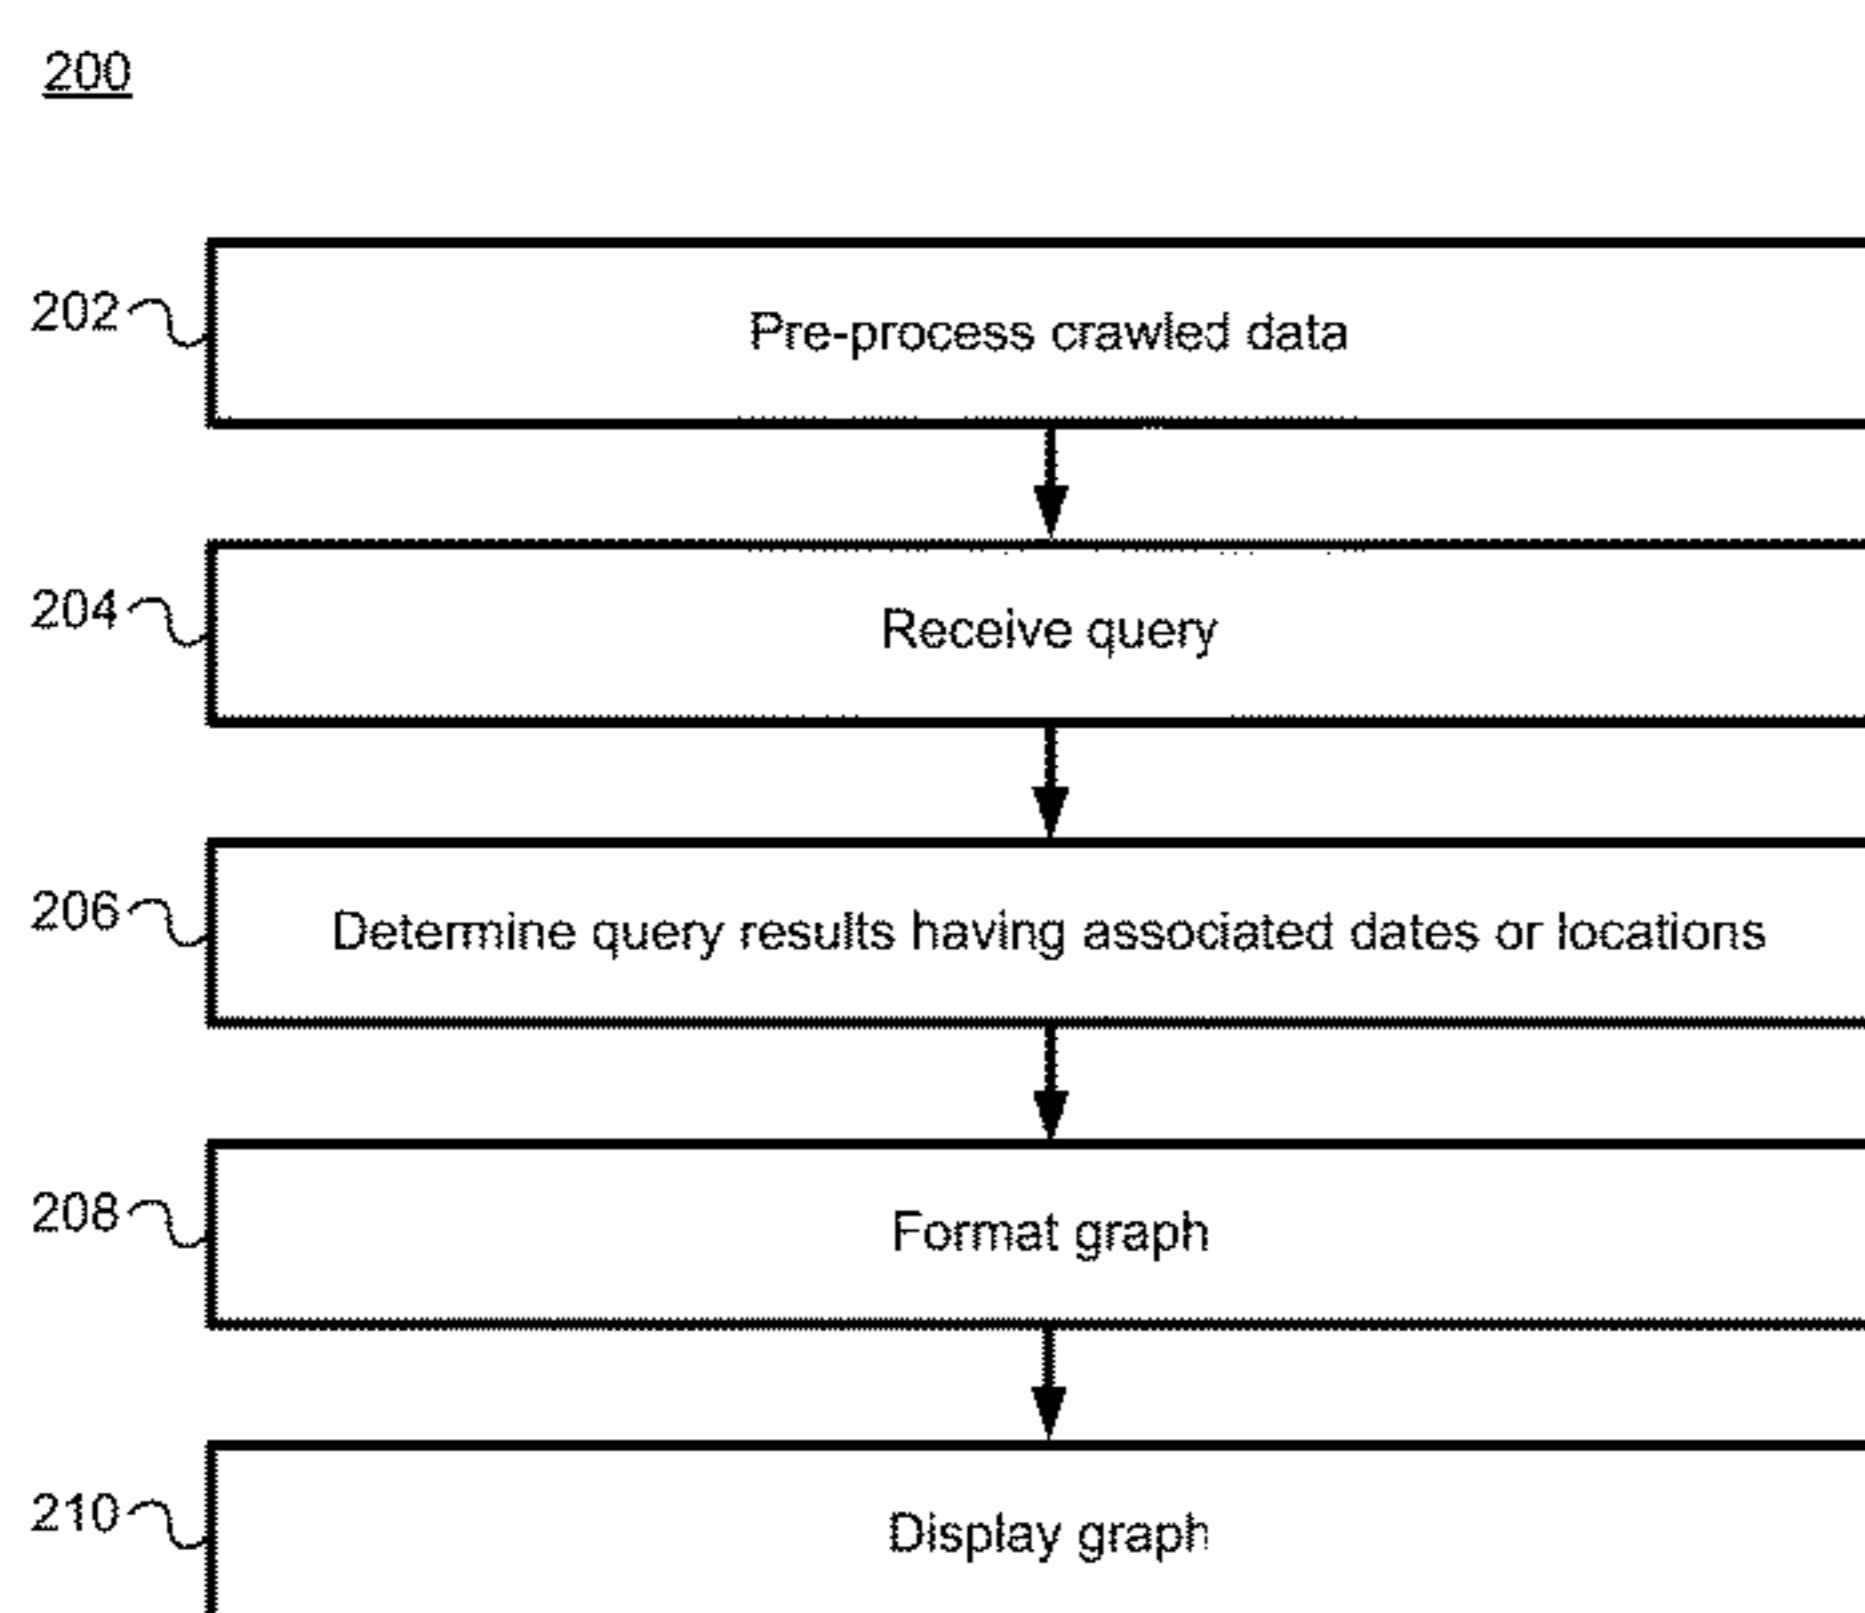 200
202 Pre-process crawled data
204 Receive query
206 Determine query results having associated dates or locations
208 Format graph
210 Display graph